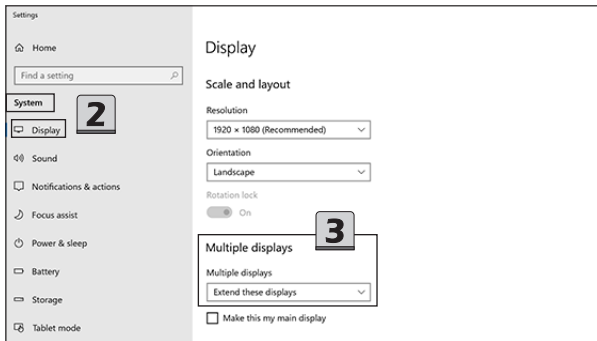 Settings
Home
Find a setting
System
2
Display
Sound
Notifications & actions
Focus assist
Power & sleep
Battery
Storage
Tablet mode
Display
Scale and layout
Resolution
1920 × 1080 (Recommended)
Orientation
Landscape
Rotation lock
On
3
Multiple displays
Multiple displays
Extend these displays
Make this my main display